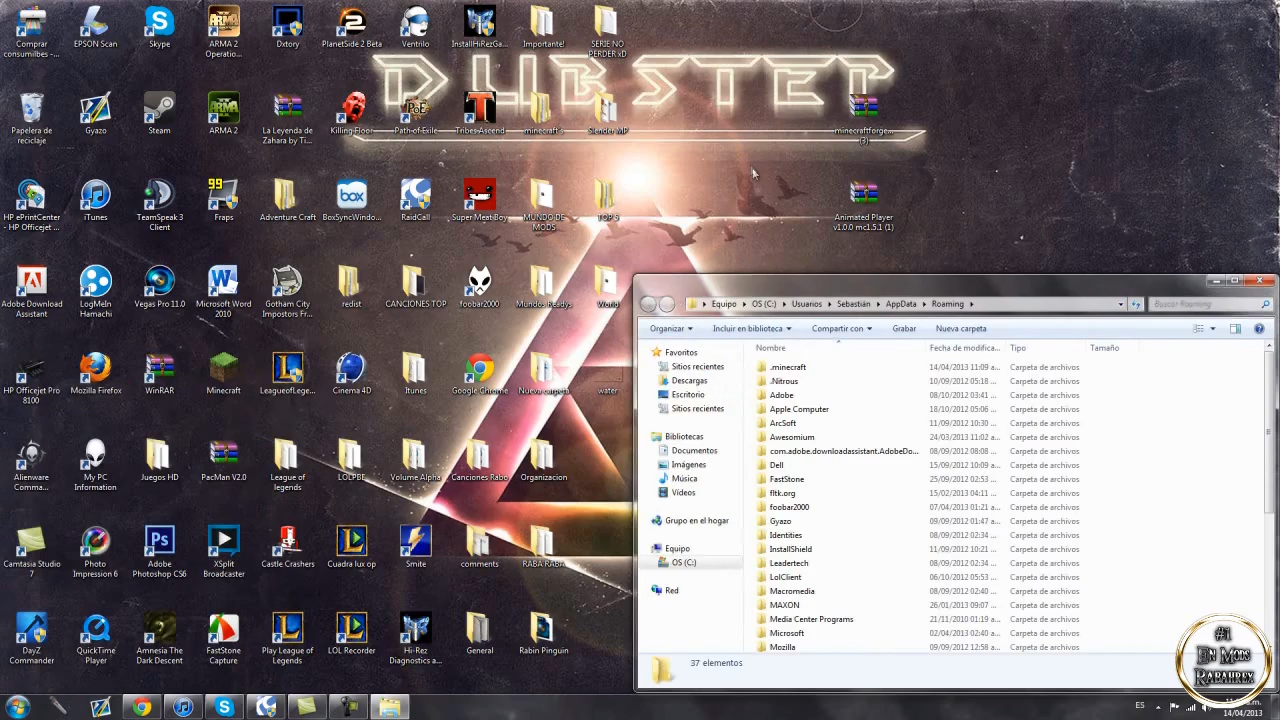 Comprar
consumibles -...
EPSON Scan
Skype
ARMA 2
Operatio...
Dxtory
PlanetSide 2 Beta
Ventrilo
InstallHiRezGa...
Importante!
SERIE NO
PERDER xD
DUBSTEP
Papelera de
reciclaje
Gyazo
Steam
ARMA 2
La Leyenda de
Zahara by Ti...
Killing Floor
Path of Exile
Tribes Ascend
minecraft s
Slender MP
minecraftforge...
(3)
HP ePrintCenter
- HP Officejet ...
iTunes
TeamSpeak 3
Client
99
Fraps
Adventure Craft
box
BoxSyncWindo...
RaidCall
Super Meat Boy
MUNDO DE
MODS
TOP 5
Animated Player
v1.0.0 mc1.5.1 (1)
Adobe Download
Assistant
LogMeIn
Hamachi
Vegas Pro 11.0
Microsoft Word
2010
Gotham City
Impostors Fr...
redist
CANCIONES TOP
foobar2000
Mundos Readys
World
HP Officejet Pro
8100
Mozilla Firefox
WinRAR
Minecraft
LeagueofLege...
Cinema 4D
Itunes
Google Chrome
Nueva carpeta
water
Alienware
Comma...
My PC
Information
Juegos HD
PacMan V2.0
League of
legends
LOLPBE
Volume Alpha
Canciones Raba
Organizacion
Camtasia Studio
7
Photo
Impression 6
Adobe
Photoshop CS6
XSplit
Broadcaster
Castle Crashers
Cuadra lux op
Smite
comments
RABA RABA
DayZ
Commander
QuickTime
Player
Amnesia The
Dark Descent
FastStone
Capture
Play League of
Legends
LOL Recorder
Hi-Rez
Diagnostics a...
General
Rabin Pinguin
Equipo
OS (C:)
Usuarios
Sebastián
AppData
Roaming
Buscar Roaming
Organizar
Incluir en biblioteca
Compartir con
Grabar
Nueva carpeta
Favoritos
Sitios recientes
Descargas
Escritorio
Sitios recientes
Bibliotecas
Documentos
Imágenes
Música
Vídeos
Grupo en el hogar
Equipo
OS (C:)
Red
Nombre Fecha de modifica... Tipo Tamaño
.minecraft 14/04/2013 11:09 a... Carpeta de archivos
.Nitrous 10/09/2012 05:18 ... Carpeta de archivos
Adobe 08/10/2012 03:41 ... Carpeta de archivos
Apple Computer 18/10/2012 05:06 ... Carpeta de archivos
ArcSoft 11/09/2012 10:30 ... Carpeta de archivos
Awesomium 24/03/2013 11:02 a... Carpeta de archivos
com.adobe.downloadassistant.AdobeDo... 08/09/2012 08:08 ... Carpeta de archivos
Dell 15/09/2012 10:09 a... Carpeta de archivos
FastStone 25/09/2012 02:53 ... Carpeta de archivos
fltk.org 15/02/2013 04:11 ... Carpeta de archivos
foobar2000 07/04/2013 01:21 ... Carpeta de archivos
Gyazo 09/09/2012 01:47 a... Carpeta de archivos
Identities 08/09/2012 02:34 ... Carpeta de archivos
InstallShield 11/09/2012 10:21 ... Carpeta de archivos
Leadertech 08/09/2012 02:34 ... Carpeta de archivos
LolClient 06/10/2012 05:53 ... Carpeta de archivos
Macromedia 08/09/2012 02:40 ... Carpeta de archivos
MAXON 26/01/2013 09:07 ... Carpeta de archivos
Media Center Programs 21/11/2010 01:19 a... Carpeta de archivos
Microsoft 02/04/2013 02:40 ... Carpeta de archivos
Mozilla 09/09/2012 12:58 a... Carpeta de archivos
37 elementos
#1
En Mods
Rabahrex
ES
14/04/2013